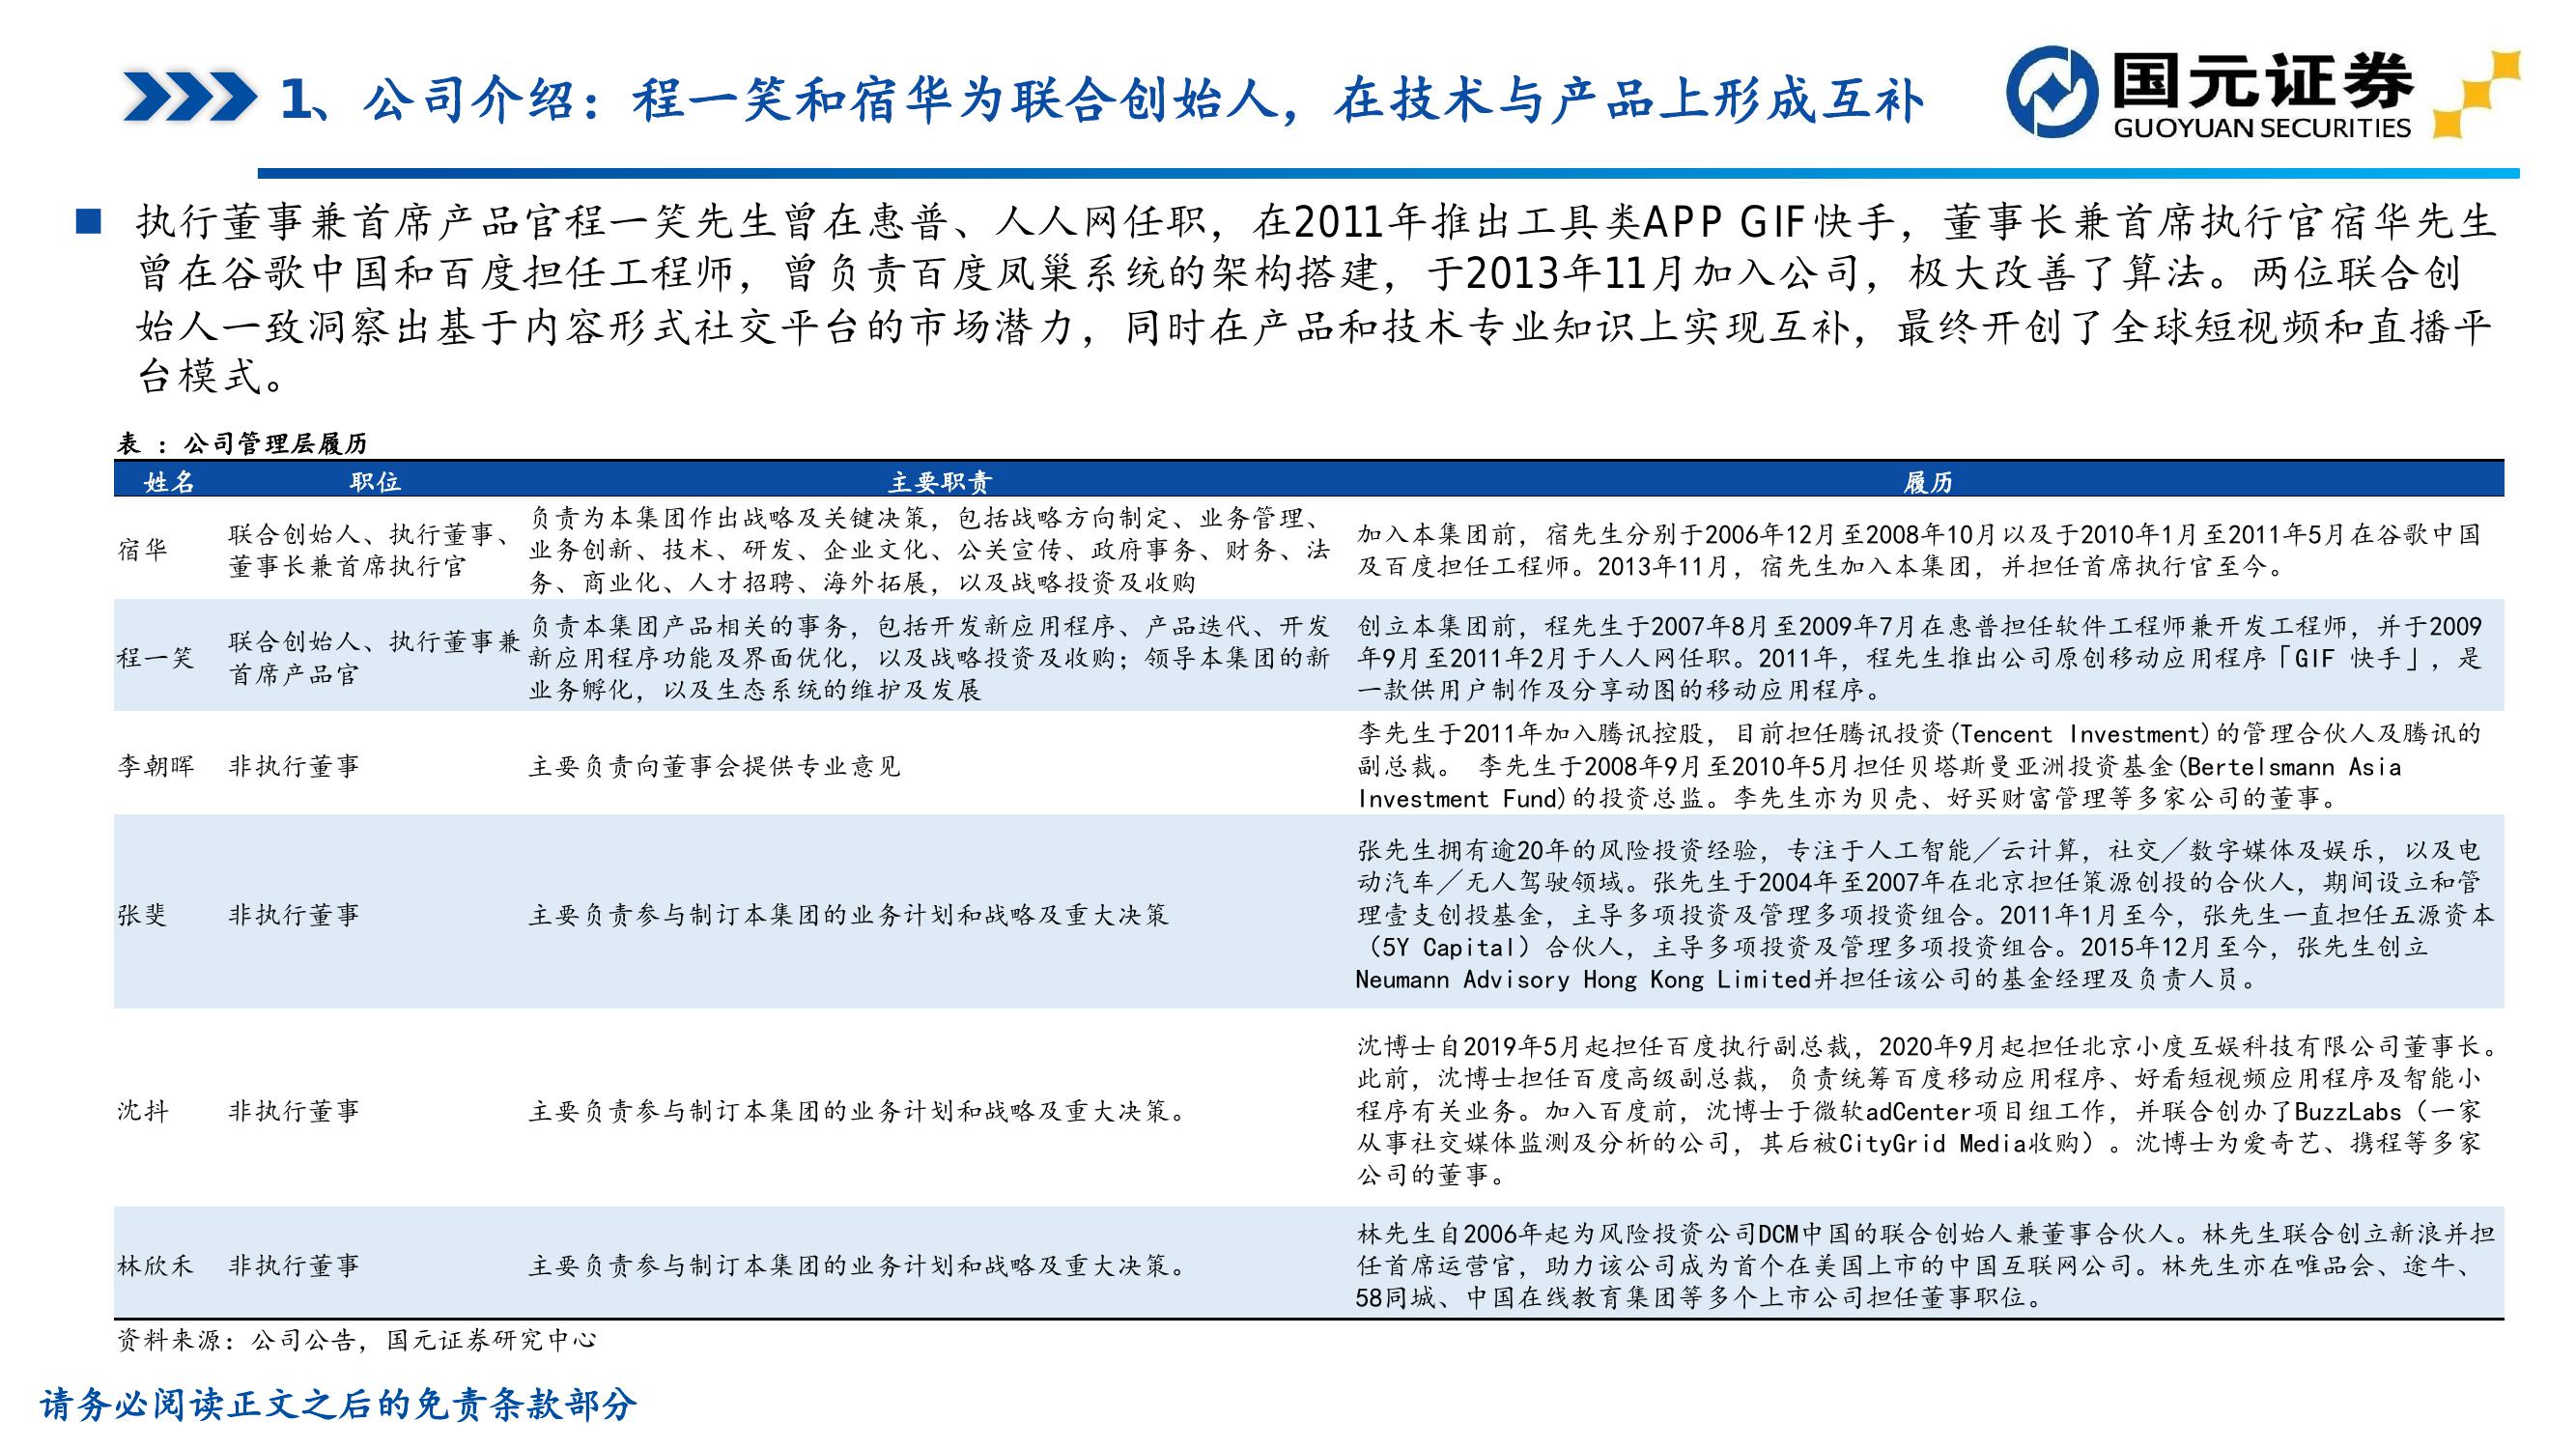 1、公司介绍：程一笑和宿华为联合创始人，在技术与产品上形成互补
国元证券
GUOYUAN SECURITIES
执行董事兼首席产品官程一笑先生曾在惠普、人人网任职，在2011年推出工具类APP GIF快手，董事长兼首席执行官宿华先生
曾在谷歌中国和百度担任工程师，曾负责百度凤巢系统的架构搭建，于2013年11月加入公司，极大改善了算法。两位联合创
始人一致洞察出基于内容形式社交平台的市场潜力，同时在产品和技术专业知识上实现互补，最终开创了全球短视频和直播平
台模式。
表 ：公司管理层履历
姓名 职位 主要职责 履历
宿华
联合创始人、执行董事、
董事长兼首席执行官
负责为本集团作出战略及关键决策，包括战略方向制定、业务管理、
业务创新、技术、研发、企业文化、公关宣传、政府事务、财务、法
务、商业化、人才招聘、海外拓展，以及战略投资及收购
加入本集团前，宿先生分别于2006年12月至2008年10月以及于2010年1月至2011年5月在谷歌中国
及百度担任工程师。2013年11月，宿先生加入本集团，并担任首席执行官至今。
程一笑
联合创始人、执行董事兼
首席产品官
负责本集团产品相关的事务，包括开发新应用程序、产品迭代、开发
新应用程序功能及界面优化，以及战略投资及收购；领导本集团的新
业务孵化，以及生态系统的维护及发展
创立本集团前，程先生于2007年8月至2009年7月在惠普担任软件工程师兼开发工程师，并于2009
年9月至2011年2月于人人网任职。2011年，程先生推出公司原创移动应用程序「GIF 快手」，是
一款供用户制作及分享动图的移动应用程序。
李朝晖
非执行董事
主要负责向董事会提供专业意见
李先生于2011年加入腾讯控股，目前担任腾讯投资(Tencent Investment)的管理合伙人及腾讯的
副总裁。 李先生于2008年9月至2010年5月担任贝塔斯曼亚洲投资基金(Bertelsmann Asia
Investment Fund)的投资总监。李先生亦为贝壳、好买财富管理等多家公司的董事。
张斐
非执行董事
主要负责参与制订本集团的业务计划和战略及重大决策
张先生拥有逾20年的风险投资经验，专注于人工智能／云计算，社交／数字媒体及娱乐，以及电
动汽车／无人驾驶领域。张先生于2004年至2007年在北京担任策源创投的合伙人，期间设立和管
理壹支创投基金，主导多项投资及管理多项投资组合。2011年1月至今，张先生一直担任五源资本
（5Y Capital）合伙人，主导多项投资及管理多项投资组合。2015年12月至今，张先生创立
Neumann Advisory Hong Kong Limited并担任该公司的基金经理及负责人员。
沈抖
非执行董事
主要负责参与制订本集团的业务计划和战略及重大决策。
沈博士自2019年5月起担任百度执行副总裁，2020年9月起担任北京小度互娱科技有限公司董事长。
此前，沈博士担任百度高级副总裁，负责统筹百度移动应用程序、好看短视频应用程序及智能小
程序有关业务。加入百度前，沈博士于微软adCenter项目组工作，并联合创办了BuzzLabs（一家
从事社交媒体监测及分析的公司，其后被CityGrid Media收购）。沈博士为爱奇艺、携程等多家
公司的董事。
林欣禾
非执行董事
主要负责参与制订本集团的业务计划和战略及重大决策。
林先生自2006年起为风险投资公司DCM中国的联合创始人兼董事合伙人。林先生联合创立新浪并担
任首席运营官，助力该公司成为首个在美国上市的中国互联网公司。林先生亦在唯品会、途牛、
58同城、中国在线教育集团等多个上市公司担任董事职位。
资料来源：公司公告，国元证券研究中心
请务必阅读正文之后的免责条款部分